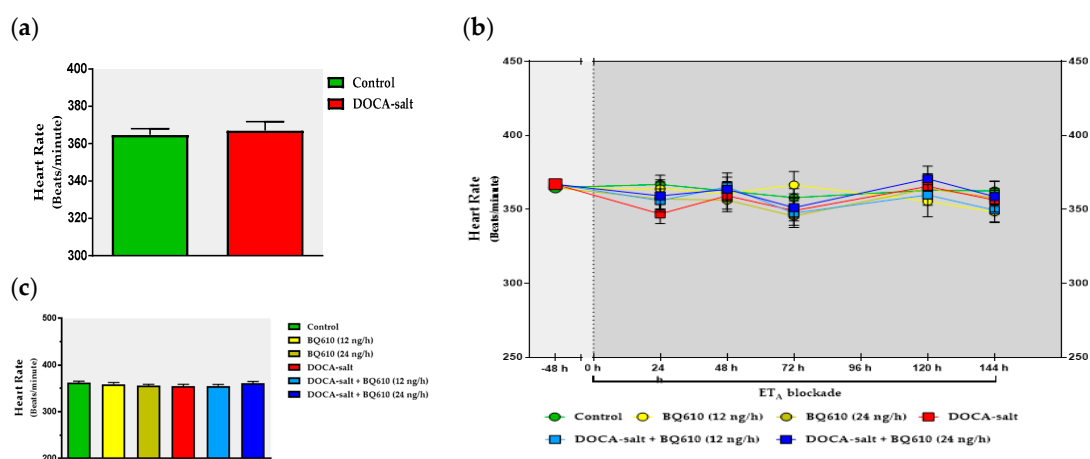 (a)
400
380
360
340
320
300
Heart Rate
(Beats/minute)
Control
DOCA-salt
(b)
450
400
350
300
250
Heart Rate
(Beats/minute)
450
400
350
300
250
-48 h 0 h 24 48 h 72 h 96 h 120 h 144 h
ETA blockade
Control BQ610 (12 ng/h) BQ610 (24 ng/h) DOCA-salt
DOCA-salt + BQ610 (12 ng/h) DOCA-salt + BQ610 (24 ng/h)
(c)
500
400
300
200
Heart Rate
(Beats/minute)
Control
BQ610 (12 ng/h)
BQ610 (24 ng/h)
DOCA-salt
DOCA-salt + BQ610 (12 ng/h)
DOCA-salt + BQ610 (24 ng/h)